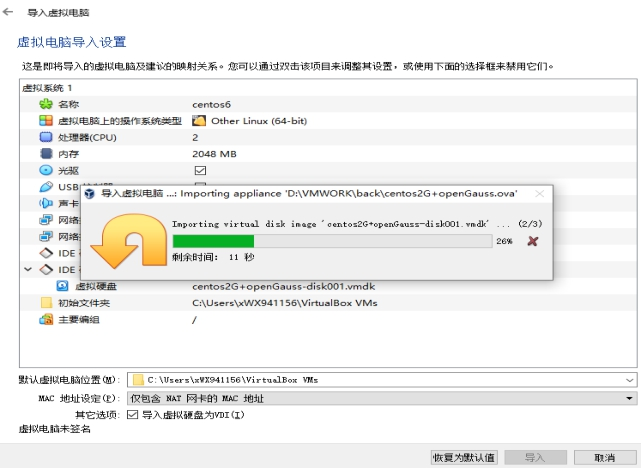 导入虚拟电脑
虚拟电脑导入设置
这是即将导入的虚拟电脑及建议的映射关系。您可以通过双击该项目来调整其设置，或使用下面的选择框来禁用它们。
虚拟系统 1
名称 centos6
虚拟电脑上的操作系统类型 Other Linux (64-bit)
处理器(CPU) 2
内存 2048 MB
光驱
USB
导入虚拟电脑 ...: Importing appliance 'D:\VMWORK\back\centos2G+openGauss.ova'
声卡
网络
Importing virtual disk image 'centos2G+openGauss-disk001.vmdk' ... (2/3)
网络
26%
IDE
剩余时间： 11 秒
IDE
虚拟硬盘 centos2G+openGauss-disk001.vmdk
初始文件夹 C:\Users\xWX941156\VirtualBox VMs
主要编组 /
默认虚拟电脑位置(M)： C:\Users\xWX941156\VirtualBox VMs
MAC 地址设定(P)： 仅包含 NAT 网卡的 MAC 地址
其它选项： 导入虚拟硬盘为VDI(I)
虚拟电脑未签名
恢复为默认值 导入 取消